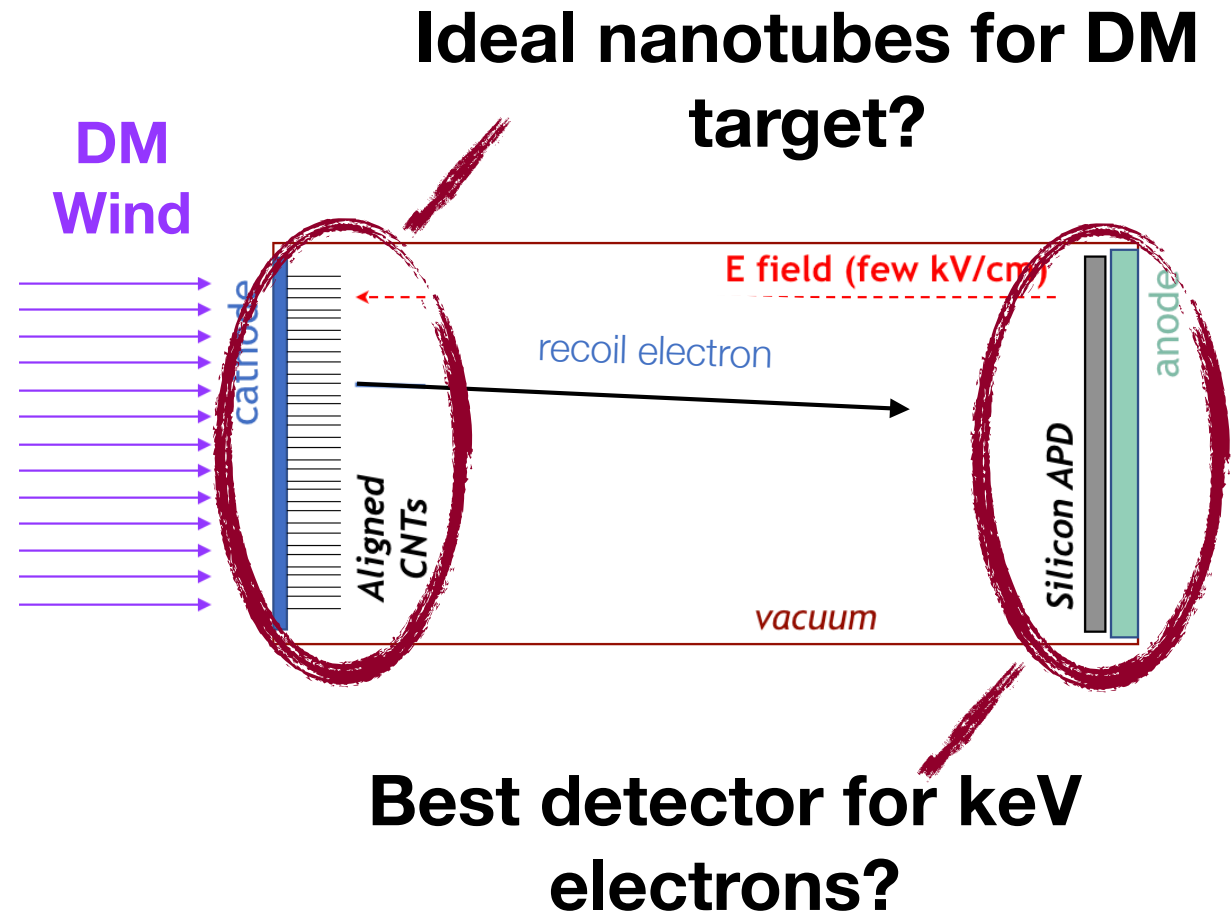 Ideal nanotubes for DM
target?
DM
Wind
E field (few kV/cm)
cathode
anode
recoil electron
Aligned
CNTs
Silicon APD
vacuum
Best detector for keV
electrons?